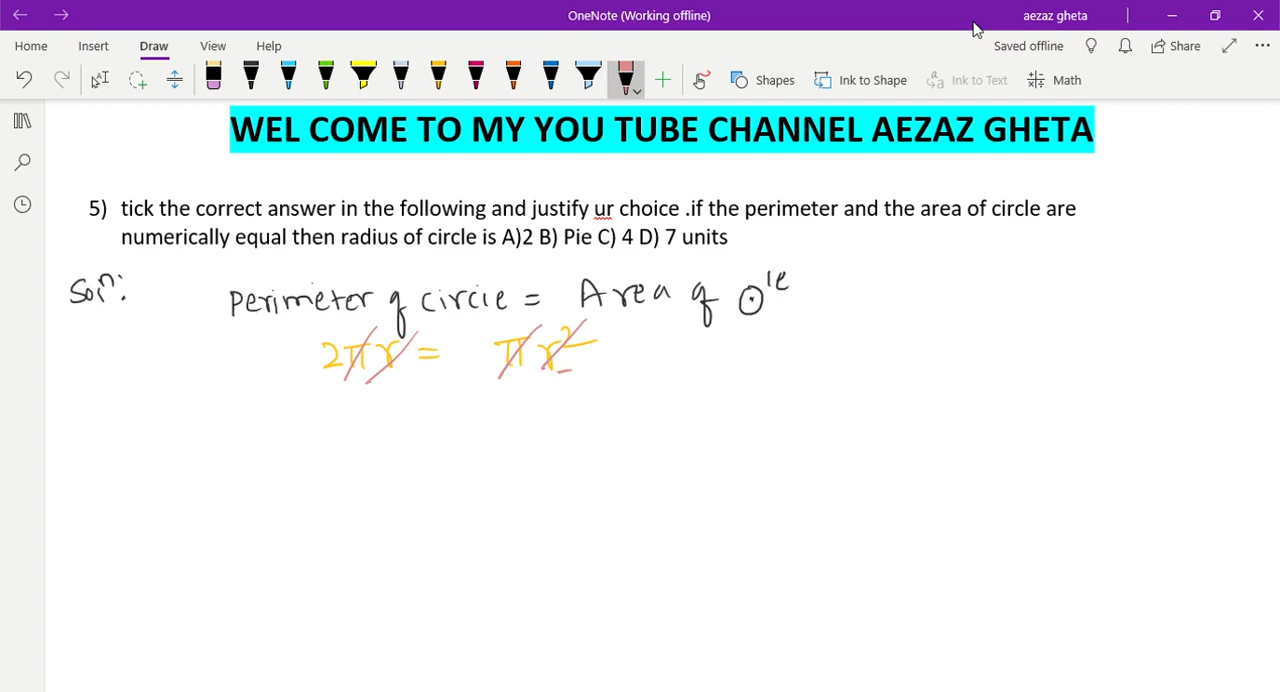 OneNote (Working offline)
aezaz gheta
Home Insert Draw View Help
Saved offline
Share
Shapes
Ink to Shape
Ink to Text
Math
WEL COME TO MY YOU TUBE CHANNEL AEZAZ GHETA
5) tick the correct answer in the following and justify ur choice .if the perimeter and the area of circle are
numerically equal then radius of circle is A)2 B) Pie C) 4 D) 7 units
Soln:
Perimeter of circle = Area of ⊙le
2πr = πr²